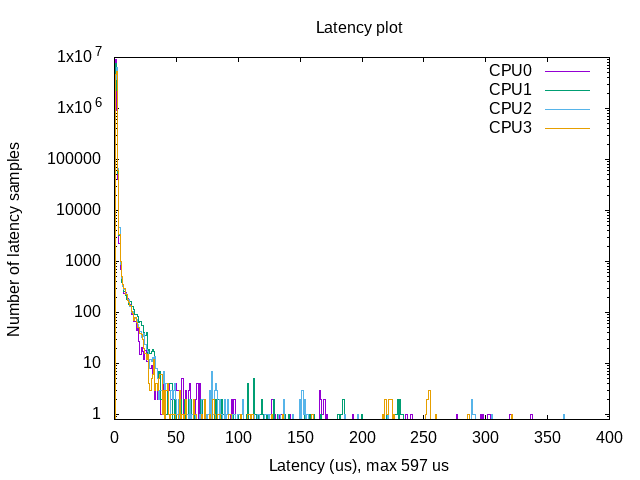 Latency plot
Number of latency samples
1x10^7
1x10^6
100000
10000
1000
100
10
1
CPU0
CPU1
CPU2
CPU3
0 50 100 150 200 250 300 350 400
Latency (us), max 597 us